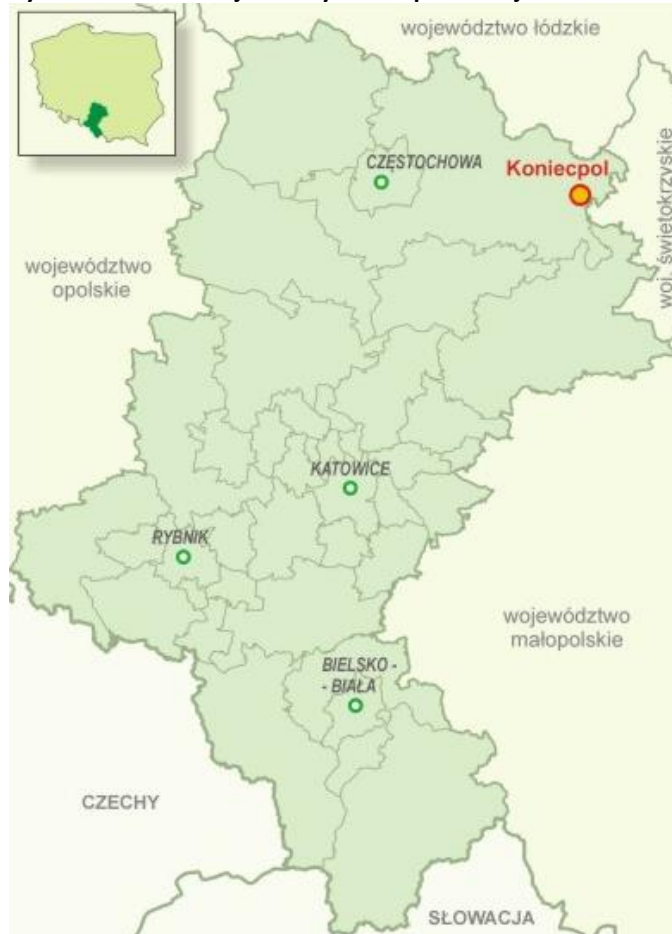 województwo łódzkie
CZĘSTOCHOWA
Koniecpol
woj. świętokrzyskie
województwo
opolskie
KATOWICE
RYBNIK
województwo
małopolskie
BIELSKO -
- BIAŁA
CZECHY
SŁOWACJA